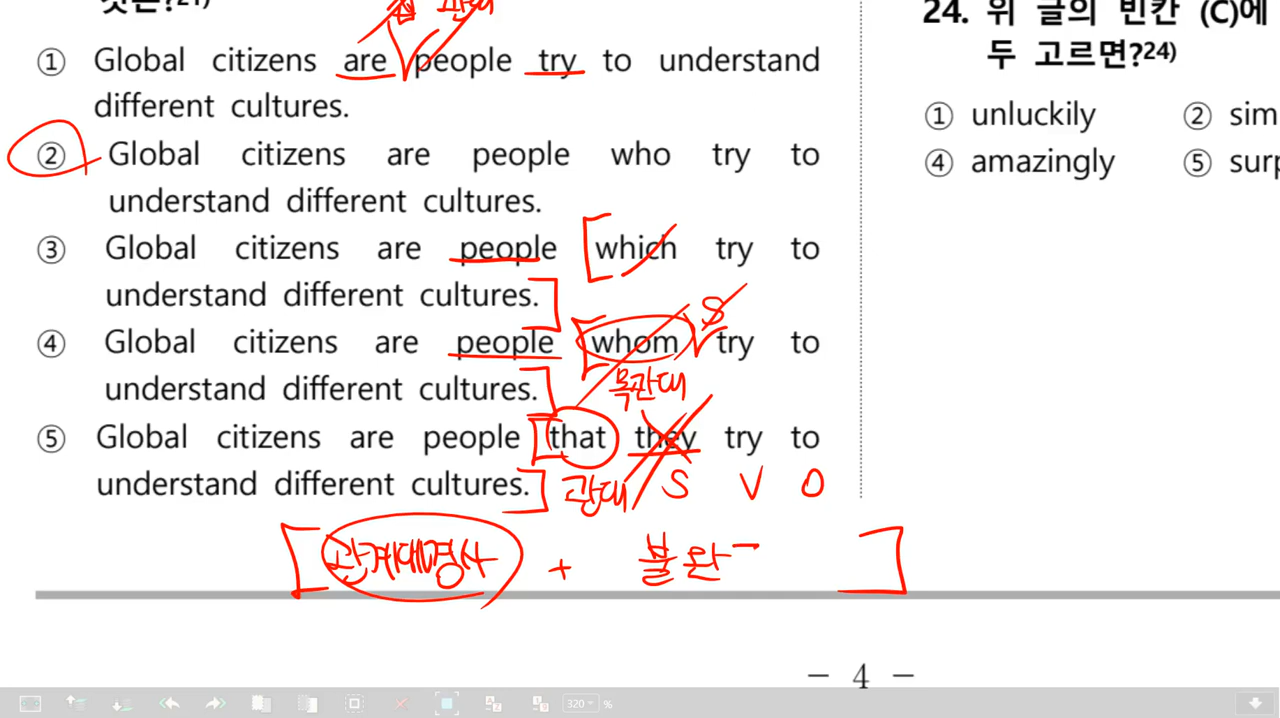 것은?21)
주 관대
① Global citizens are people try to understand
different cultures.
② Global citizens are people who try to
understand different cultures.
③ Global citizens are people which try to
understand different cultures.
S
④ Global citizens are people whom try to
understand different cultures.
목관대
⑤ Global citizens are people that they try to
understand different cultures.
관대 S V O
관계대명사 + 불완
- 4 -
24. 위 글의 빈칸 (C)에
두 고르면?24)
① unluckily ② sim
④ amazingly ⑤ surp
320 %